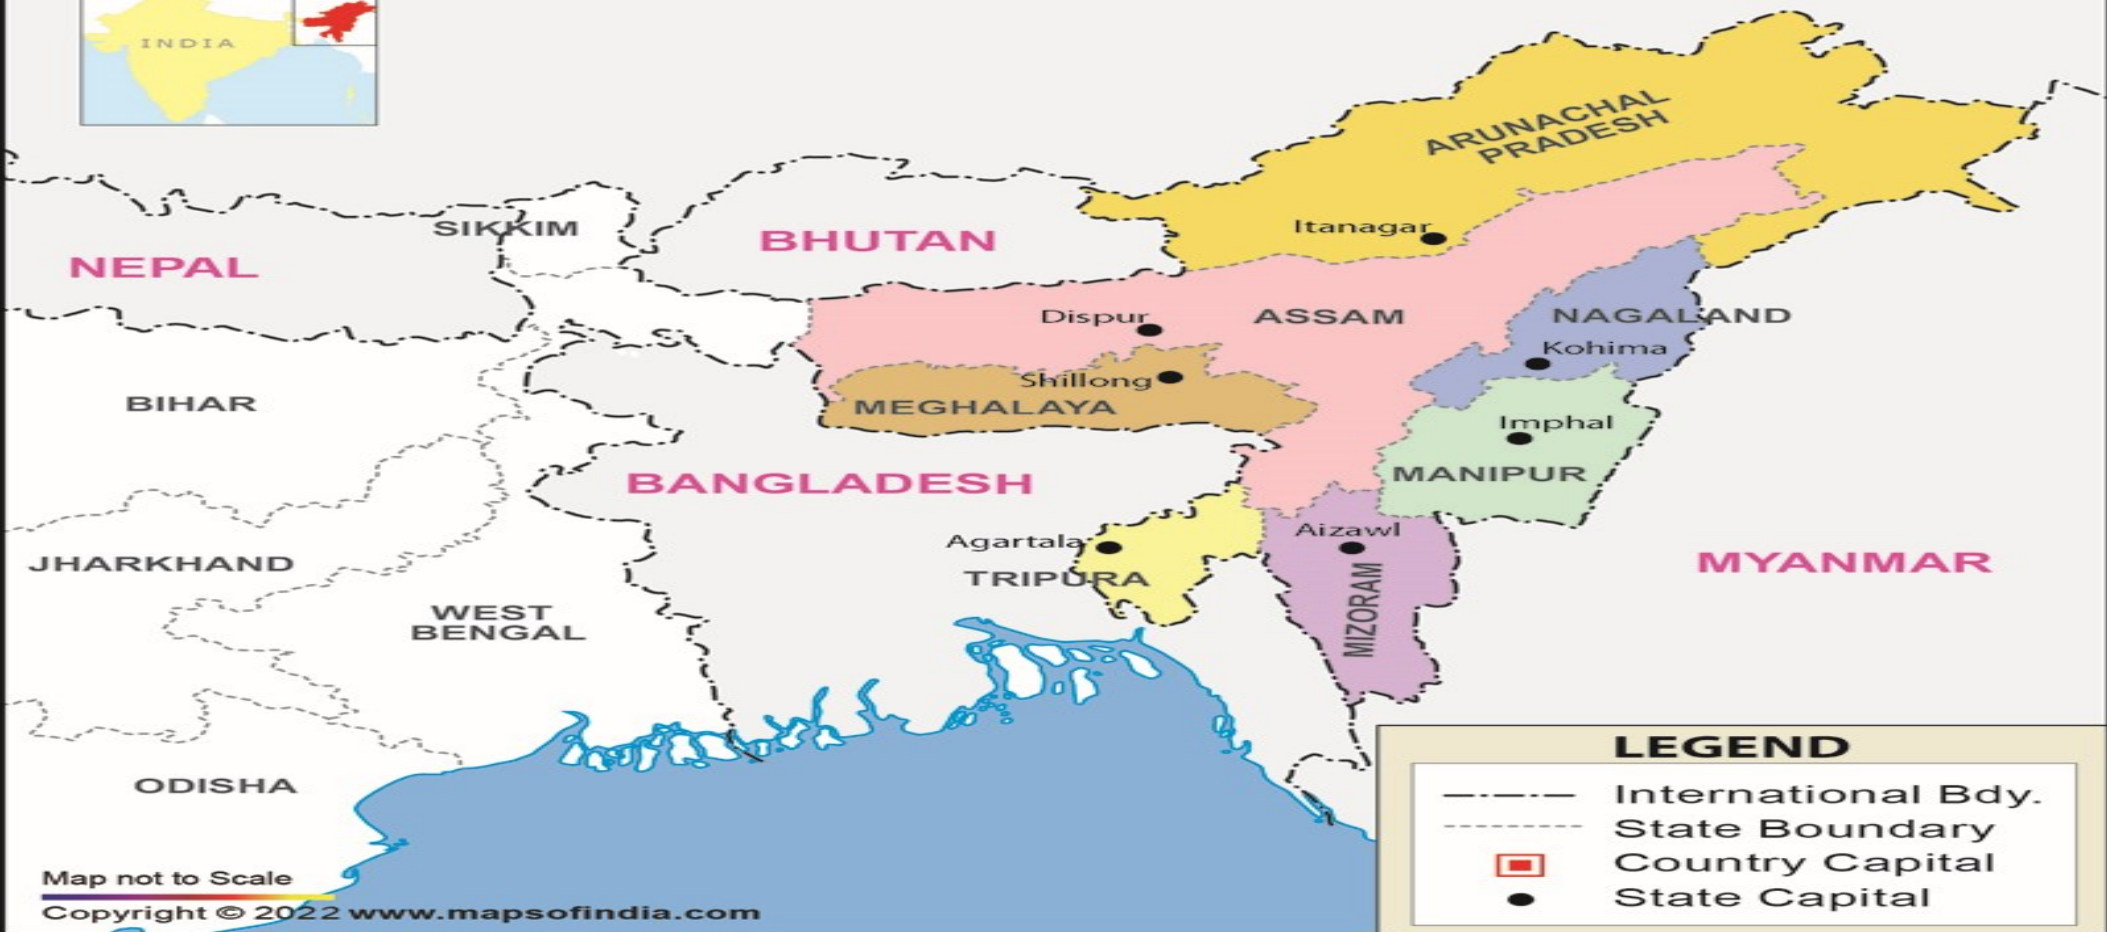 INDIA
ARUNACHAL
PRADESH
SIKKIM
Itanagar
BHUTAN
NEPAL
Dispur
ASSAM
NAGALAND
Kohima
Shillong
MEGHALAYA
BIHAR
Imphal
MANIPUR
BANGLADESH
Aizawl
Agartala
TRIPURA
MIZORAM
MYANMAR
JHARKHAND
WEST
BENGAL
ODISHA
LEGEND
International Bdy.
State Boundary
Country Capital
State Capital
Map not to Scale
Copyright © 2022 www.mapsofindia.com